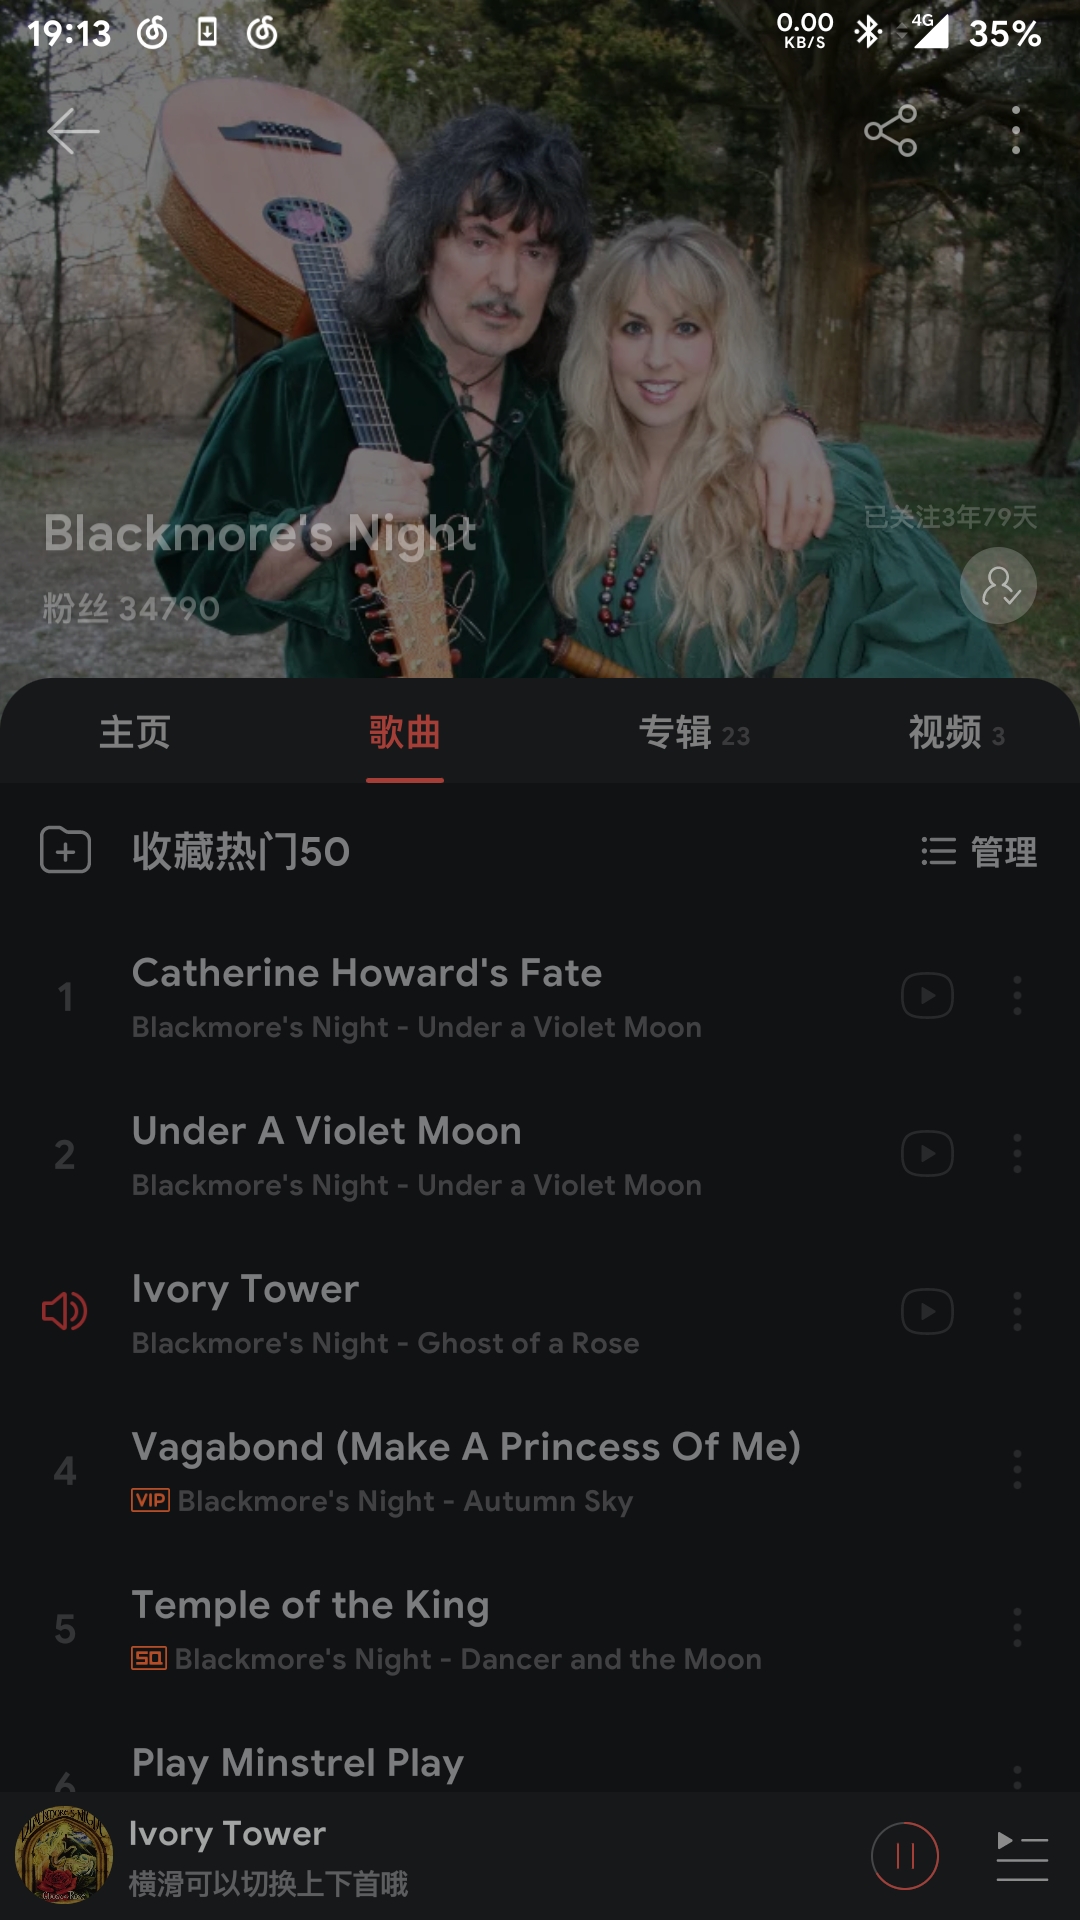 19:13
0.00 KB/S
4G
35%
Blackmore's Night
已关注3年79天
粉丝 34790
主页 歌曲 专辑 23 视频 3
收藏热门50
管理
1
Catherine Howard's Fate
Blackmore's Night - Under a Violet Moon
2
Under A Violet Moon
Blackmore's Night - Under a Violet Moon
Ivory Tower
Blackmore's Night - Ghost of a Rose
4
Vagabond (Make A Princess Of Me)
VIP Blackmore's Night - Autumn Sky
5
Temple of the King
SQ Blackmore's Night - Dancer and the Moon
6
Play Minstrel Play
Ivory Tower
横滑可以切换上下首哦